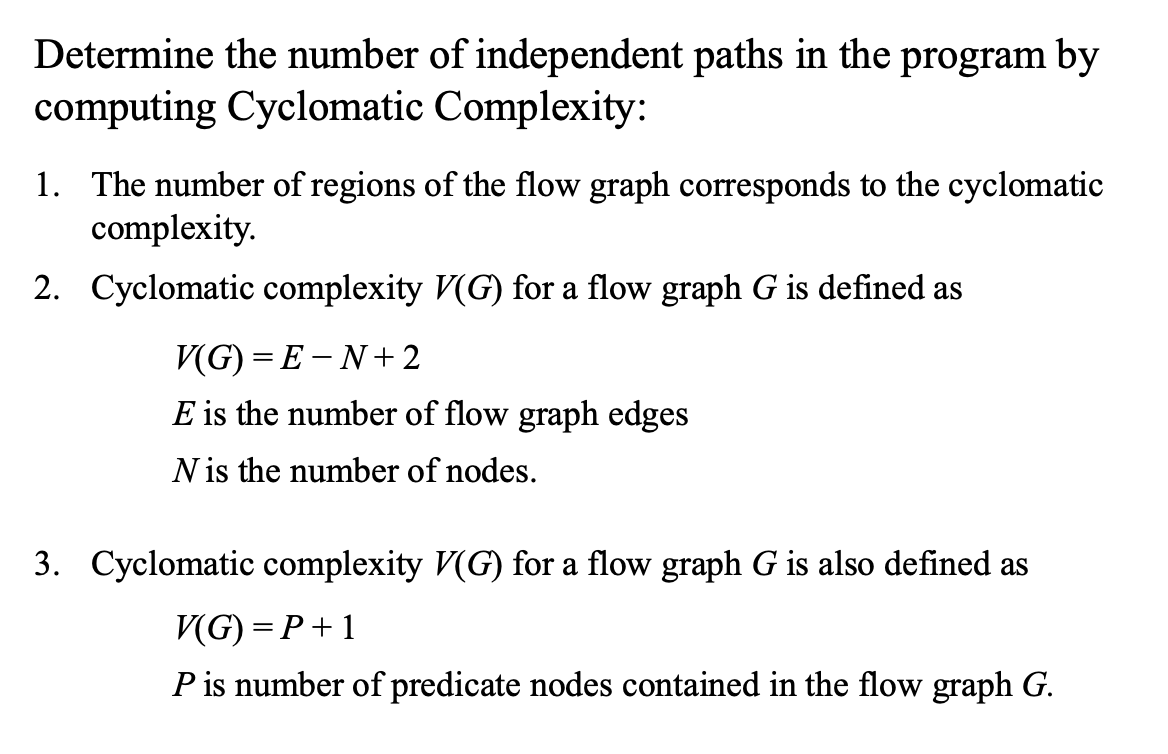 Determine the number of independent paths in the program by
computing Cyclomatic Complexity:
1. The number of regions of the flow graph corresponds to the cyclomatic
complexity.
2. Cyclomatic complexity V(G) for a flow graph G is defined as
V(G) = E – N + 2
E is the number of flow graph edges
N is the number of nodes.
3. Cyclomatic complexity V(G) for a flow graph G is also defined as
V(G) = P + 1
P is number of predicate nodes contained in the flow graph G.